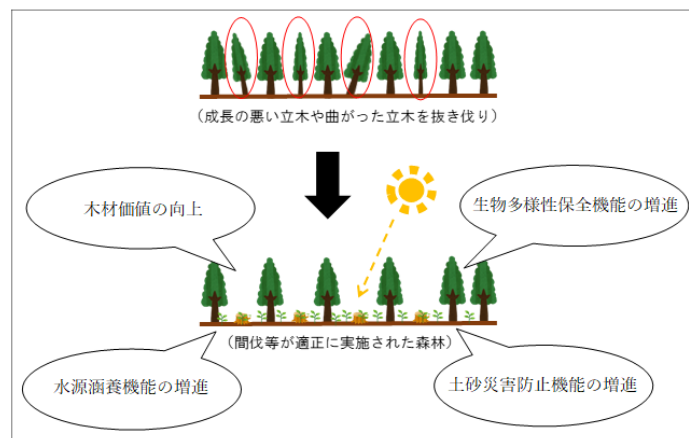 （成長の悪い立木や曲がった立木を抜き伐り）
木材価値の向上
生物多様性保全機能の増進
（間伐等が適正に実施された森林）
水源涵養機能の増進
土砂災害防止機能の増進